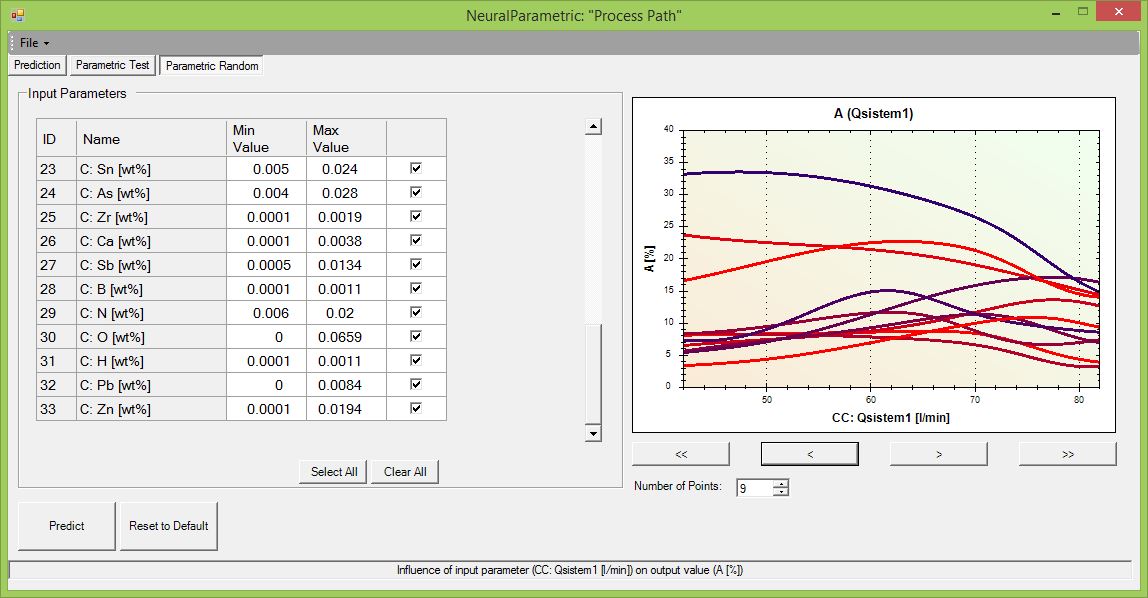 NeuralParametric: "Process Path"
File
Prediction Parametric Test Parametric Random
Input Parameters
ID Name Min Value Max Value
23 C: Sn [wt%] 0.005 0.024
24 C: As [wt%] 0.004 0.028
25 C: Zr [wt%] 0.0001 0.0019
26 C: Ca [wt%] 0.0001 0.0038
27 C: Sb [wt%] 0.0005 0.0134
28 C: B [wt%] 0.0001 0.0011
29 C: N [wt%] 0.006 0.02
30 C: O [wt%] 0 0.0659
31 C: H [wt%] 0.0001 0.0011
32 C: Pb [wt%] 0 0.0084
33 C: Zn [wt%] 0.0001 0.0194
Select All Clear All
Predict Reset to Default
A (Qsistem1)
A [%]
40
35
30
25
20
15
10
5
0
50 60 70 80
CC: Qsistem1 [l/min]
<< < > >>
Number of Points: 9
Influence of input parameter (CC: Qsistem1 [l/min]) on output value (A [%])